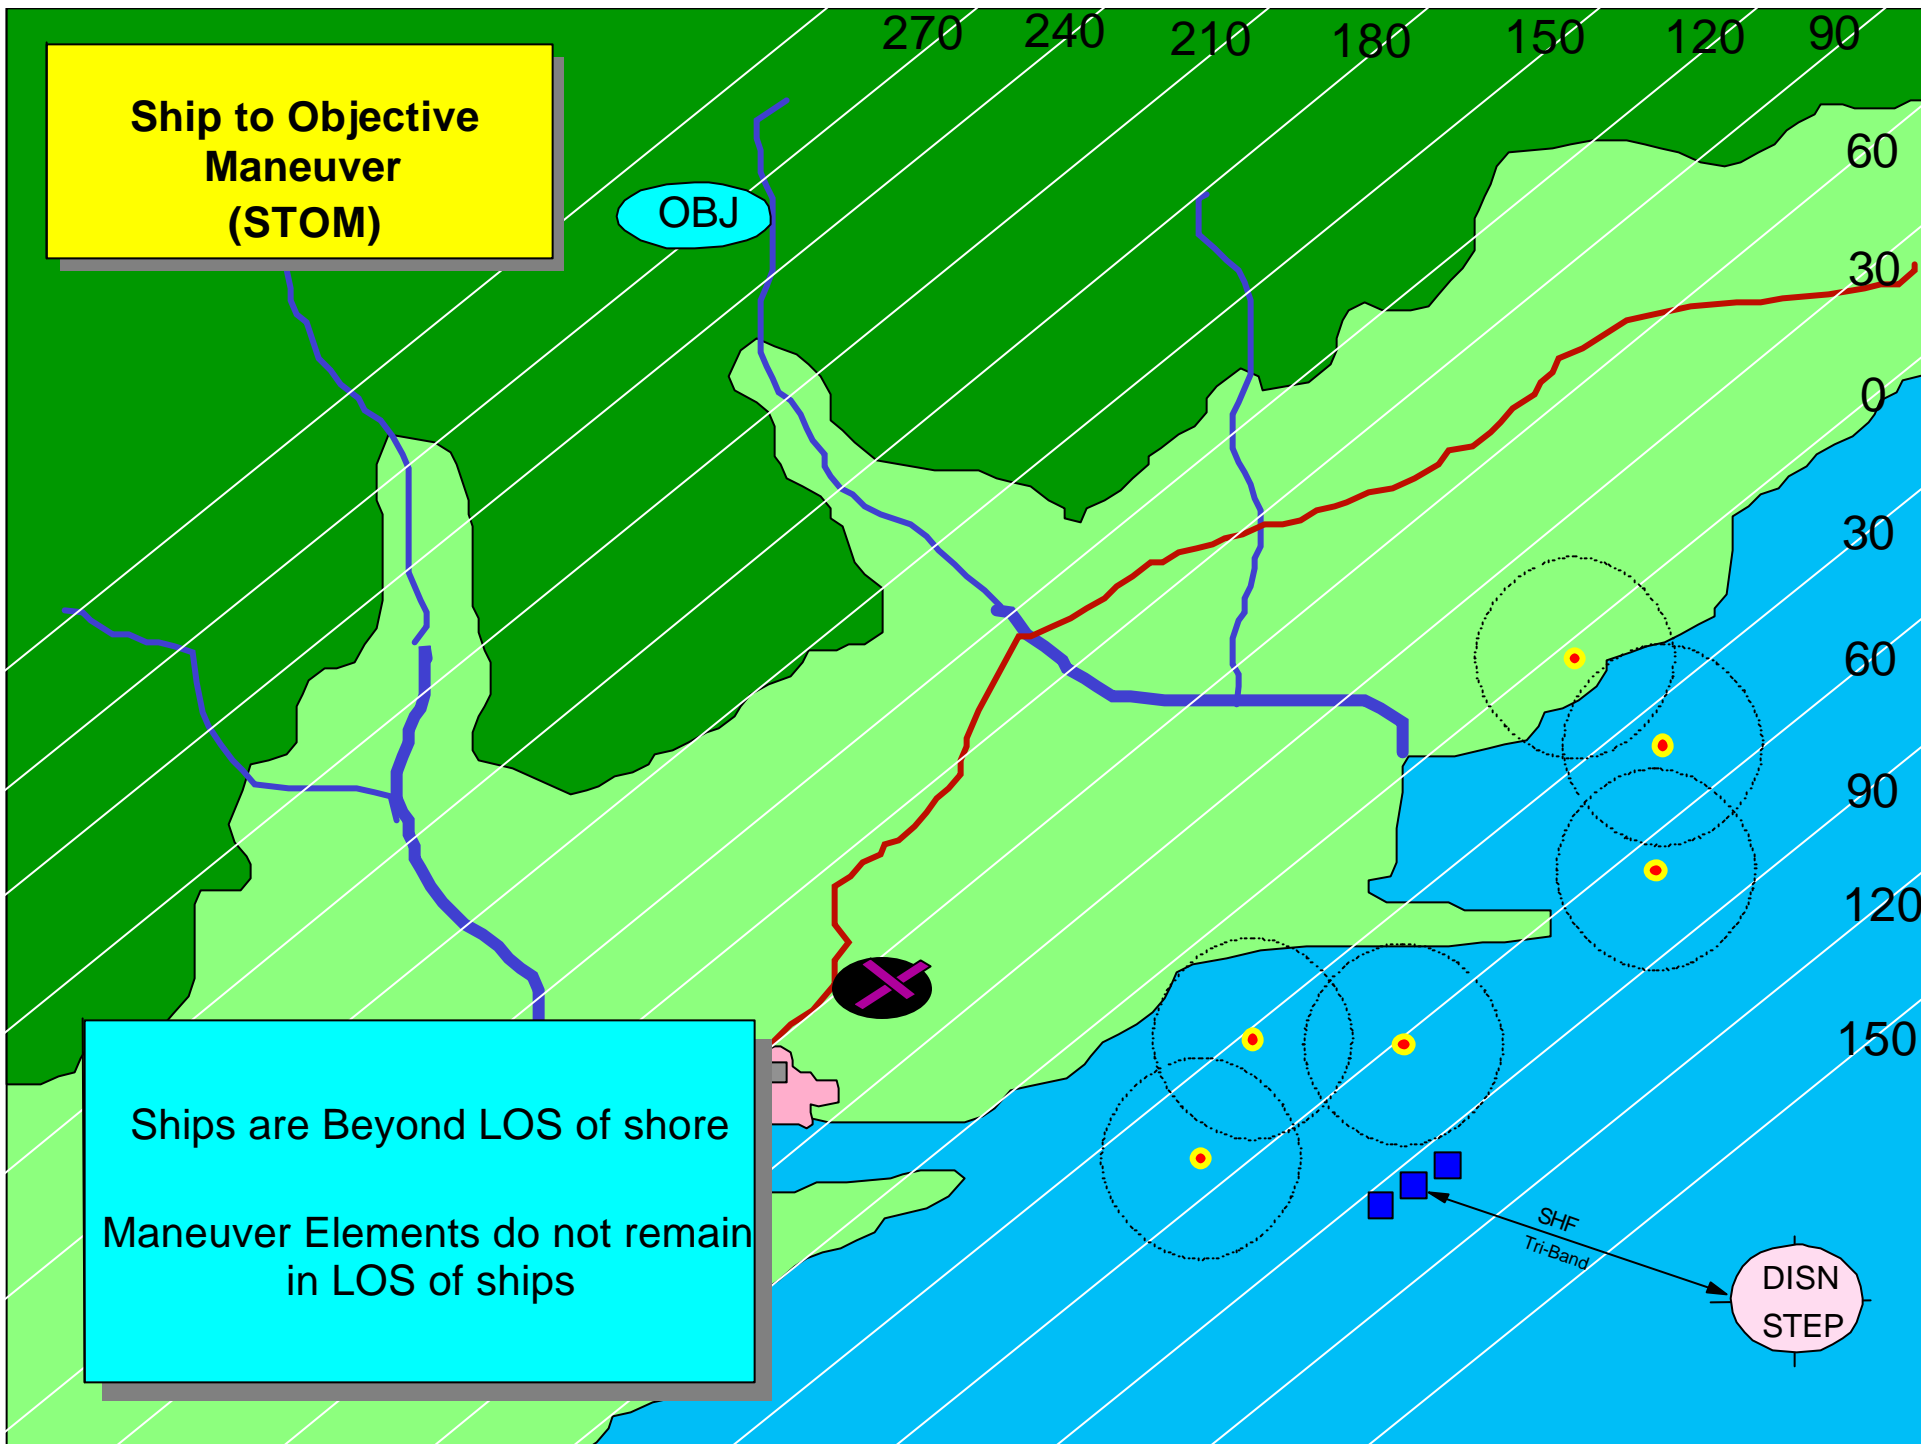 270 240 210 180 150 120 90
Ship to Objective
Maneuver
(STOM)
60
OBJ
30
0
30
60
90
120
150
Ships are Beyond LOS of shore
Maneuver Elements do not remain
in LOS of ships
SHF
Tri-Band
DISN
STEP